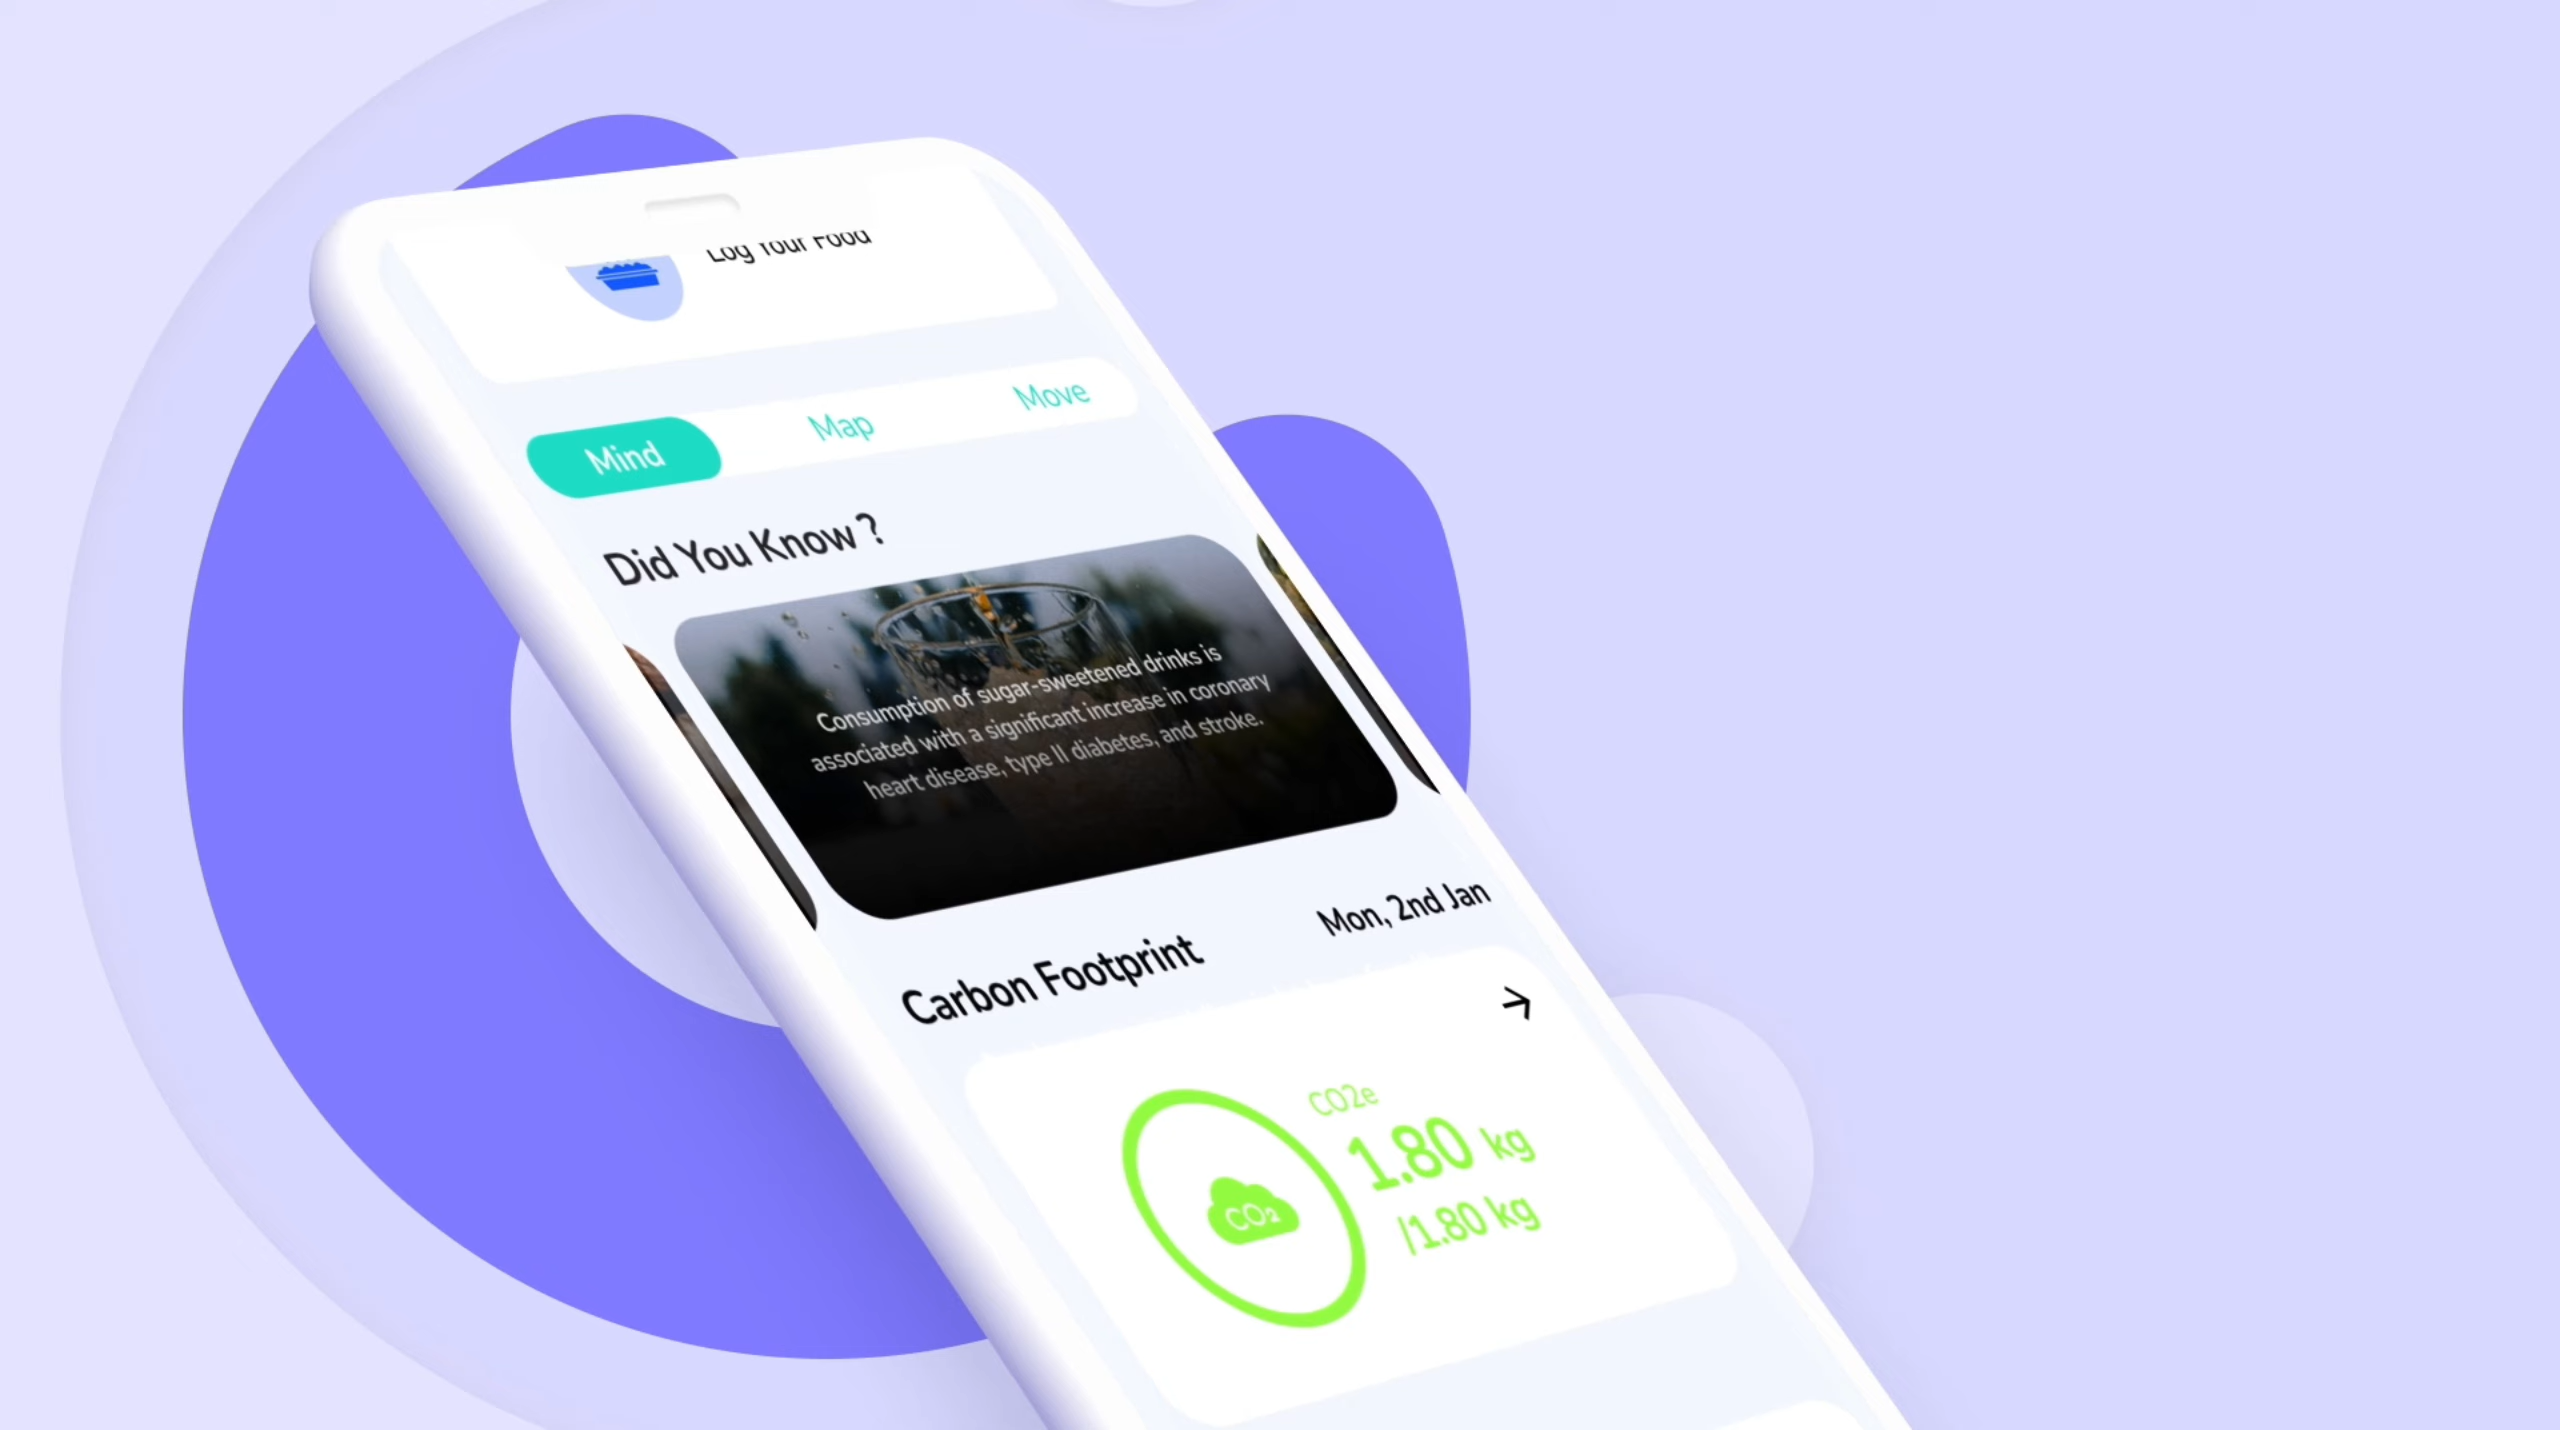 Log Your Food
Mind
Map
Move
Did You Know ?
Consumption of sugar-sweetened drinks is
associated with a significant increase in coronary
heart disease, type II diabetes, and stroke.
Carbon Footprint
Mon, 2nd Jan
CO2e
1.80 kg
/1.80 kg
CO₂